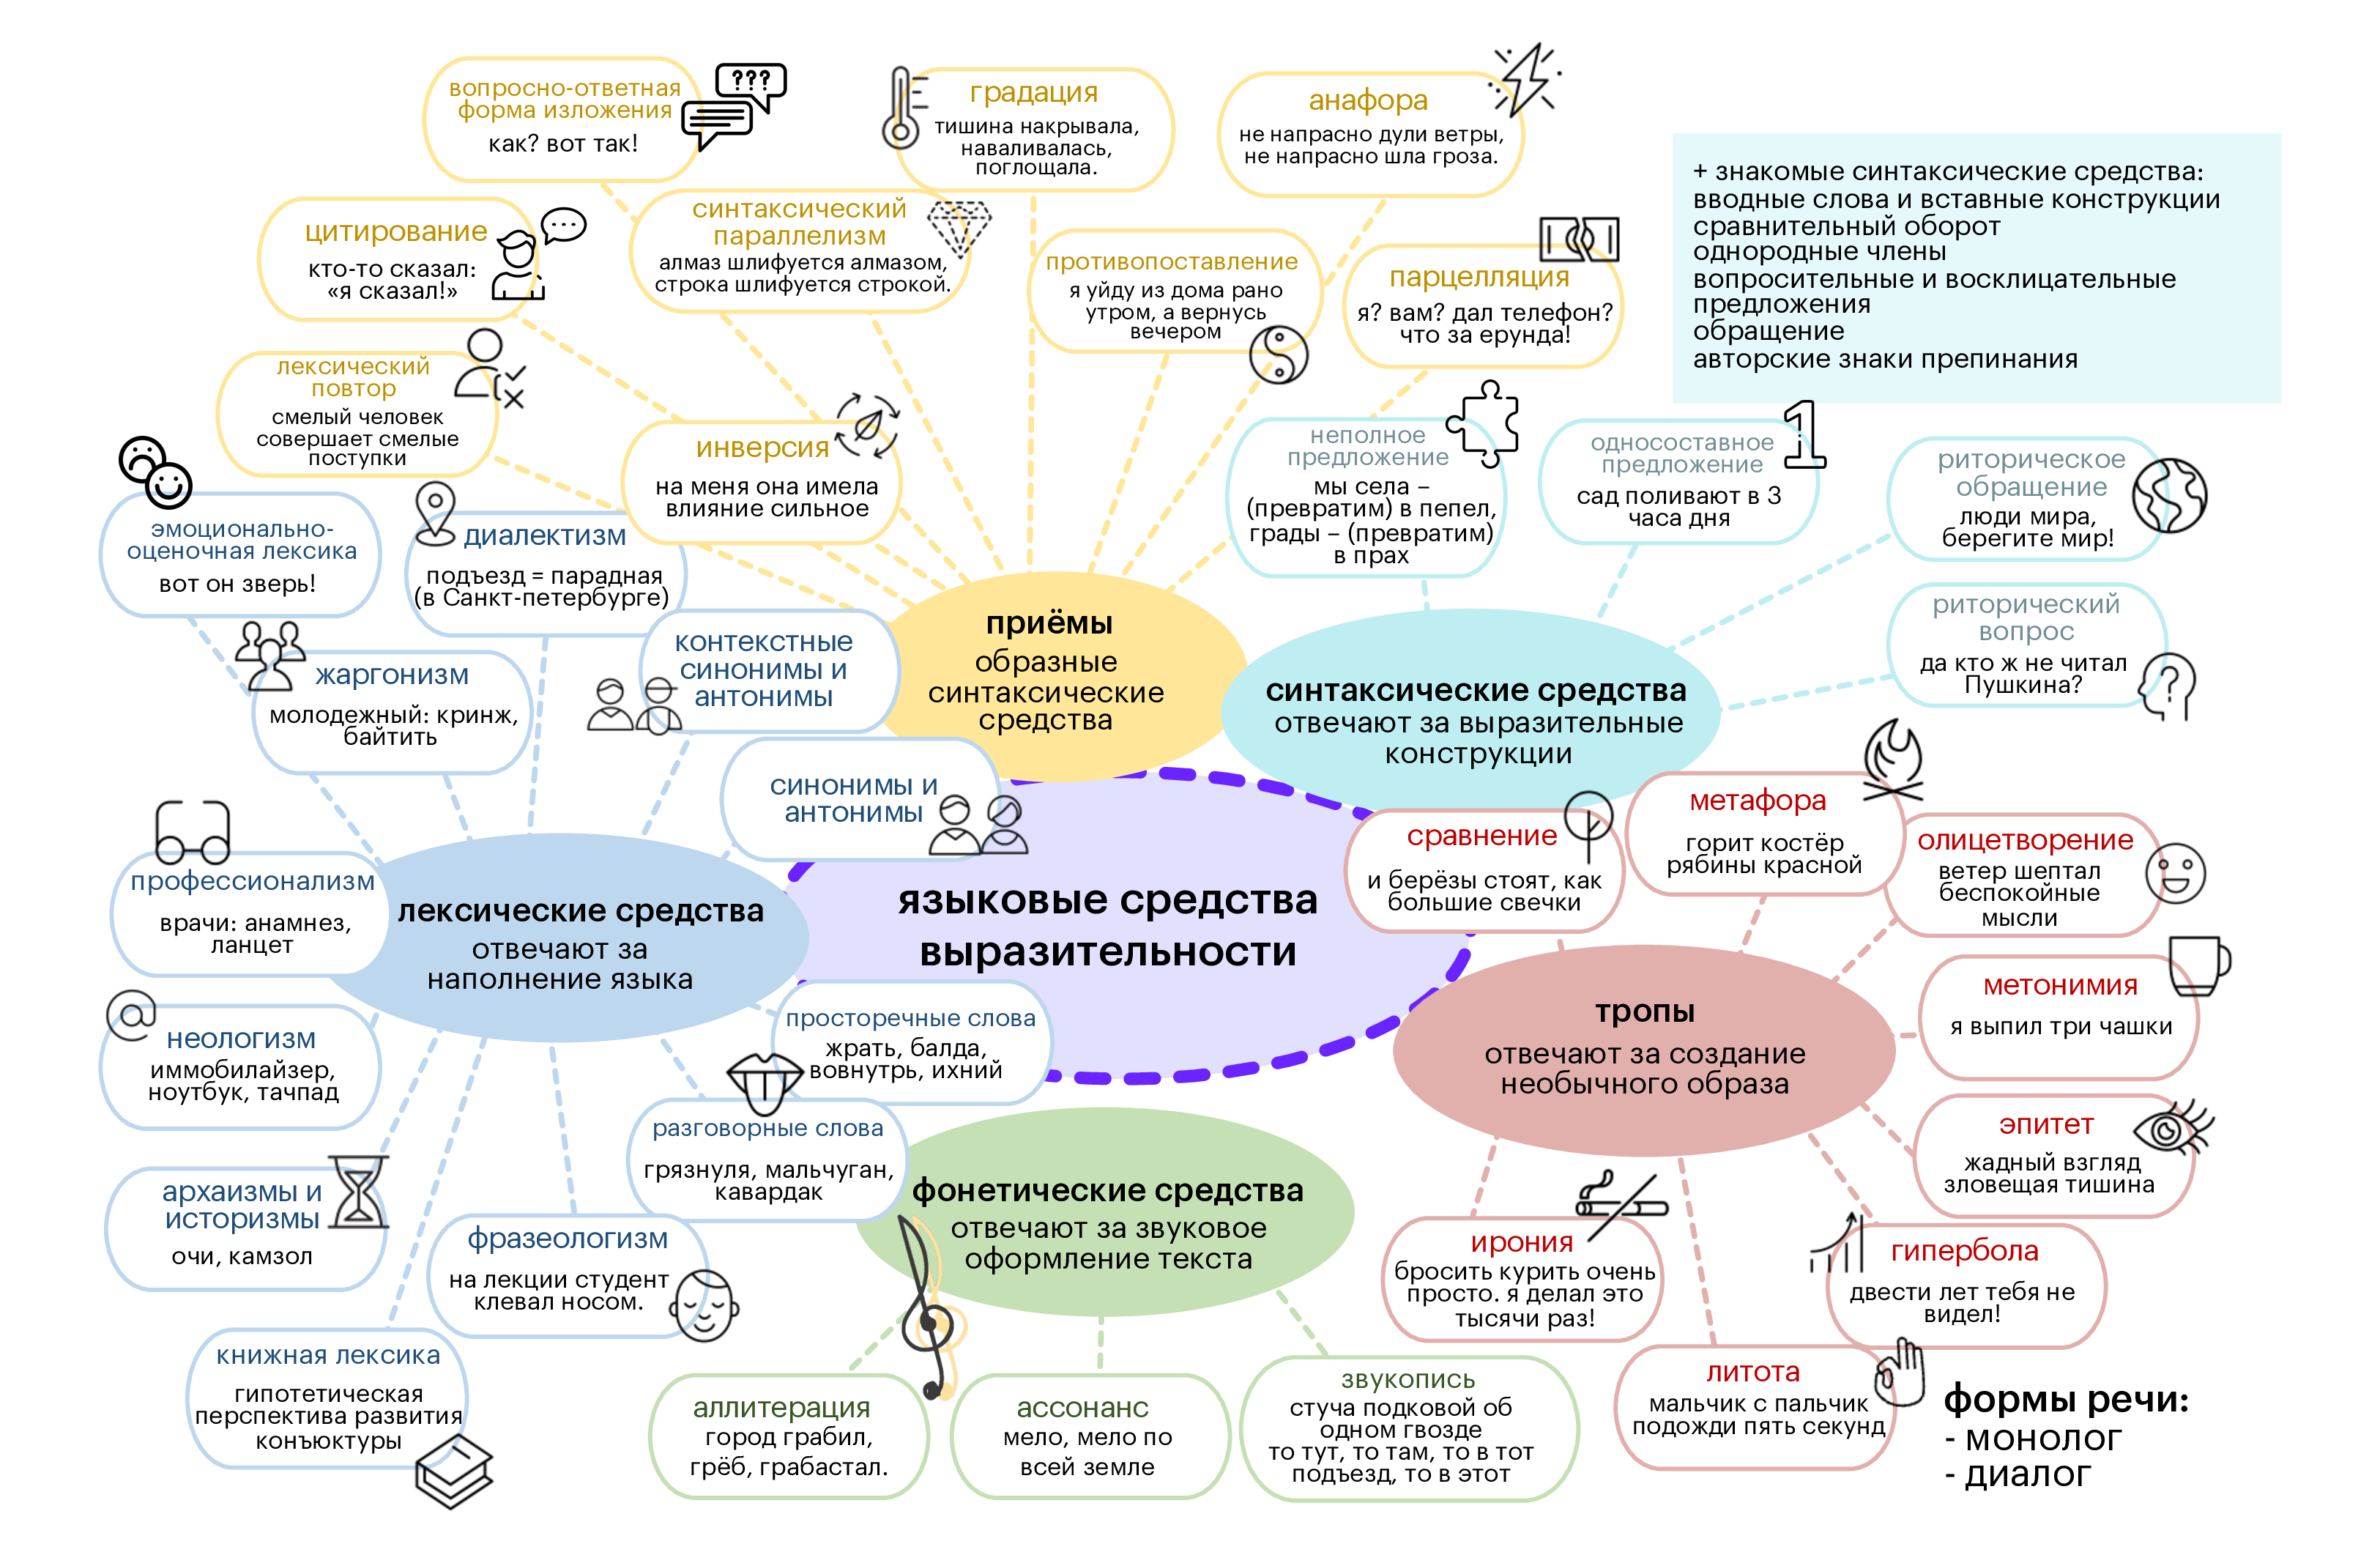 вопросно-ответная
форма изложения
как? вот так!
???
градация
тишина накрывала,
наваливалась,
поглощала.
анафора
не напрасно дули ветры,
не напрасно шла гроза.
+ знакомые синтаксические средства:
вводные слова и вставные конструкции
сравнительный оборот
однородные члены
вопросительные и восклицательные
предложения
обращение
авторские знаки препинания
цитирование
кто-то сказал:
«я сказал!»
синтаксический
параллелизм
алмаз шлифуется алмазом,
строка шлифуется строкой.
противопоставление
я уйду из дома рано
утром, а вернусь
вечером
парцелляция
я? вам? дал телефон?
что за ерунда!
лексический
повтор
смелый человек
совершает смелые
поступки
инверсия
на меня она имела
влияние сильное
неполное
предложение
мы села –
(превратим) в пепел,
грады – (превратим)
в прах
односоставное
предложение
сад поливают в 3
часа дня
1
риторическое
обращение
люди мира,
берегите мир!
эмоционально-
оценочная лексика
вот он зверь!
диалектизм
подъезд = парадная
(в Санкт-петербурге)
контекстные
синонимы и
антонимы
приёмы
образные
синтаксические
средства
синтаксические средства
отвечают за выразительные
конструкции
риторический
вопрос
да кто ж не читал
Пушкина?
?
жаргонизм
молодежный: кринж,
байтить
синонимы и
антонимы
сравнение
и берёзы стоят, как
большие свечки
метафора
горит костёр
рябины красной
олицетворение
ветер шептал
беспокойные
мысли
профессионализм
врачи: анамнез,
ланцет
лексические средства
отвечают за
наполнение языка
языковые средства
выразительности
метонимия
я выпил три чашки
тропы
отвечают за создание
необычного образа
@
неологизм
иммобилайзер,
ноутбук, тачпад
просторечные слова
жрать, балда,
вовнутрь, ихний
разговорные слова
грязнуля, мальчуган,
кавардак
эпитет
жадный взгляд
зловещая тишина
архаизмы и
историзмы
очи, камзол
фразеологизм
на лекции студент
клевал носом.
фонетические средства
отвечают за звуковое
оформление текста
ирония
бросить курить очень
просто. я делал это
тысячи раз!
гипербола
двести лет тебя не
видел!
книжная лексика
гипотетическая
перспектива развития
конъюктуры
аллитерация
город грабил,
грёб, грабастал.
ассонанс
мело, мело по
всей земле
звукопись
стуча подковой об
одном гвозде
то тут, то там, то в тот
подъезд, то в этот
литота
мальчик с пальчик
подожди пять секунд
формы речи:
- монолог
- диалог